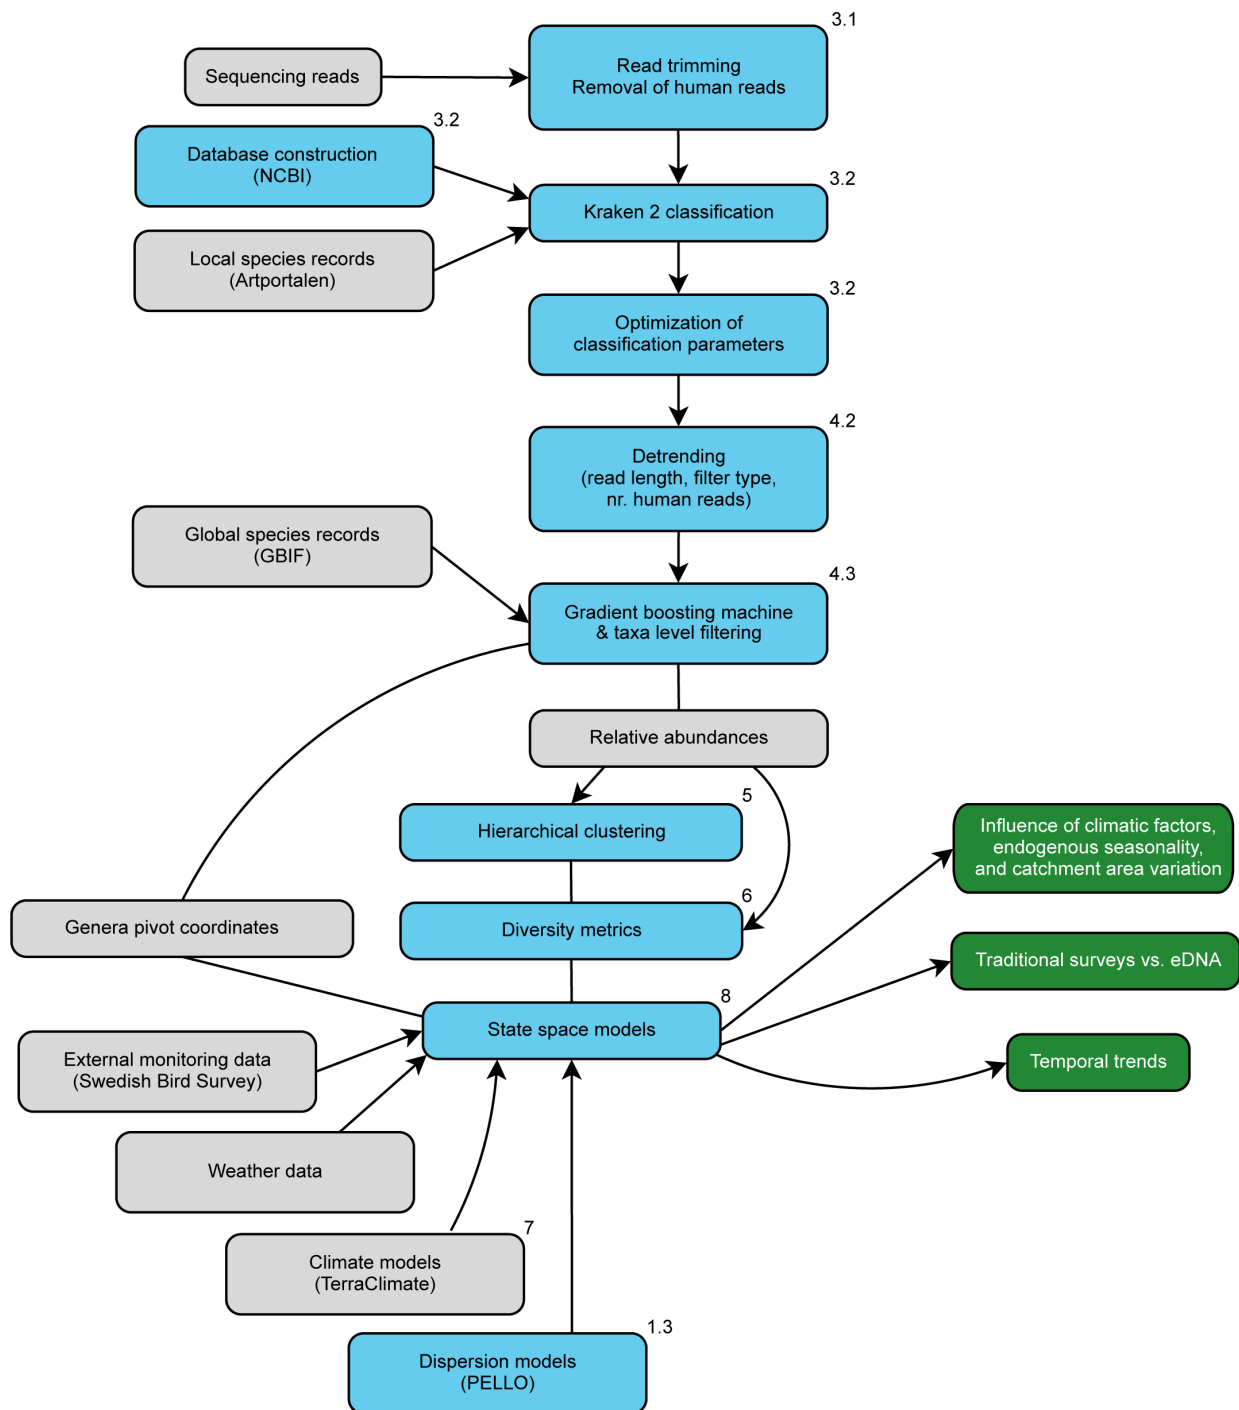 3.1
Sequencing reads
Read trimming
Removal of human reads
3.2
Database construction
(NCBI)
3.2
Kraken 2 classification
Local species records
(Artportalen)
3.2
Optimization of
classification parameters
4.2
Detrending
(read length, filter type,
nr. human reads)
Global species records
(GBIF)
4.3
Gradient boosting machine
& taxa level filtering
Relative abundances
5
Hierarchical clustering
Influence of climatic factors,
endogenous seasonality,
and catchment area variation
6
Genera pivot coordinates
Diversity metrics
Traditional surveys vs. eDNA
8
State space models
External monitoring data
(Swedish Bird Survey)
Temporal trends
Weather data
7
Climate models
(TerraClimate)
1.3
Dispersion models
(PELLO)